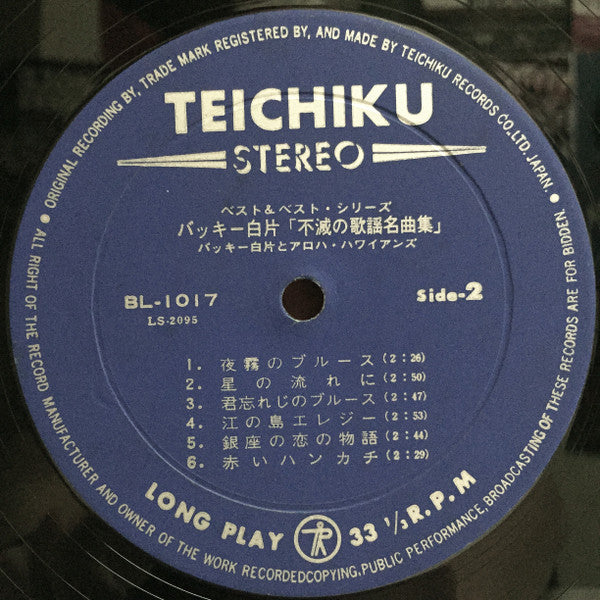 ● ORIGINAL RECORDING BY, TRADE MARK REGISTERED BY, AND MADE BY TEICHIKU RECORDS CO. LTD. JAPAN. ●
TEICHIKU
STEREO
ベスト&ベスト・シリーズ
バッキー白片「不滅の歌謡名曲集」
バッキー白片とアロハ・ハワイアンズ
BL-1017
Side-2
LS-2095
1. 夜霧のブルース(2:26)
2. 星の流れに(2:50)
3. 君忘れじのブルース(2:47)
4. 江の島エレジー(2:53)
5. 銀座の恋の物語(2:44)
6. 赤いハンカチ(2:29)
LONG PLAY 33 1/3 R.P.M
ALL RIGHT OF THE RECORD MANUFACTURER AND OWNER OF THE WORK RECORDEDCOPYING,PUBLIC PERFORMANCE,BROADCASTING OF THESE RECORDS ARE FOR BIDDEN.